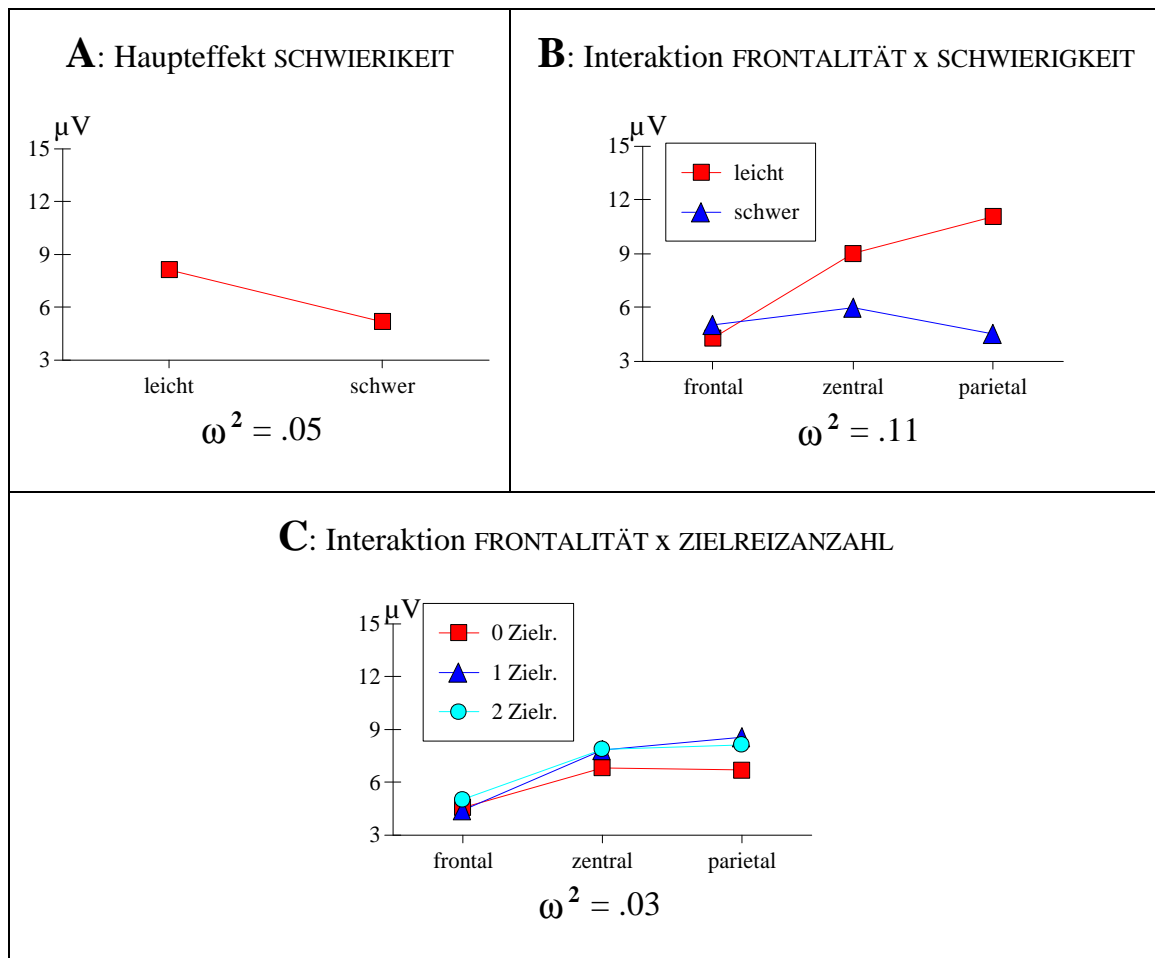 A: Haupteffekt SCHWIERIKEIT
µV
15
12
9
6
3
leicht schwer
ω² = .05
B: Interaktion FRONTALITÄT x SCHWIERIGKEIT
µV
15
12
9
6
3
leicht
schwer
frontal zentral parietal
ω² = .11
C: Interaktion FRONTALITÄT x ZIELREIZANZAHL
µV
15
12
9
6
3
0 Zielr.
1 Zielr.
2 Zielr.
frontal zentral parietal
ω² = .03